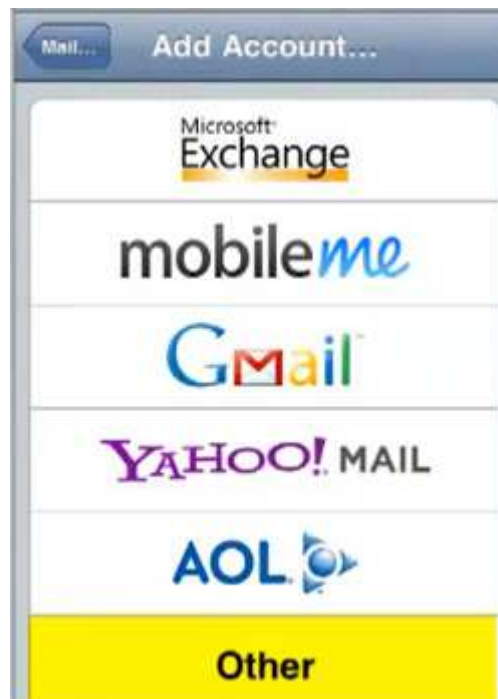 Mail...
Add Account...
Microsoft
Exchange
mobileme
Gmail
YAHOO! MAIL
AOL
Other